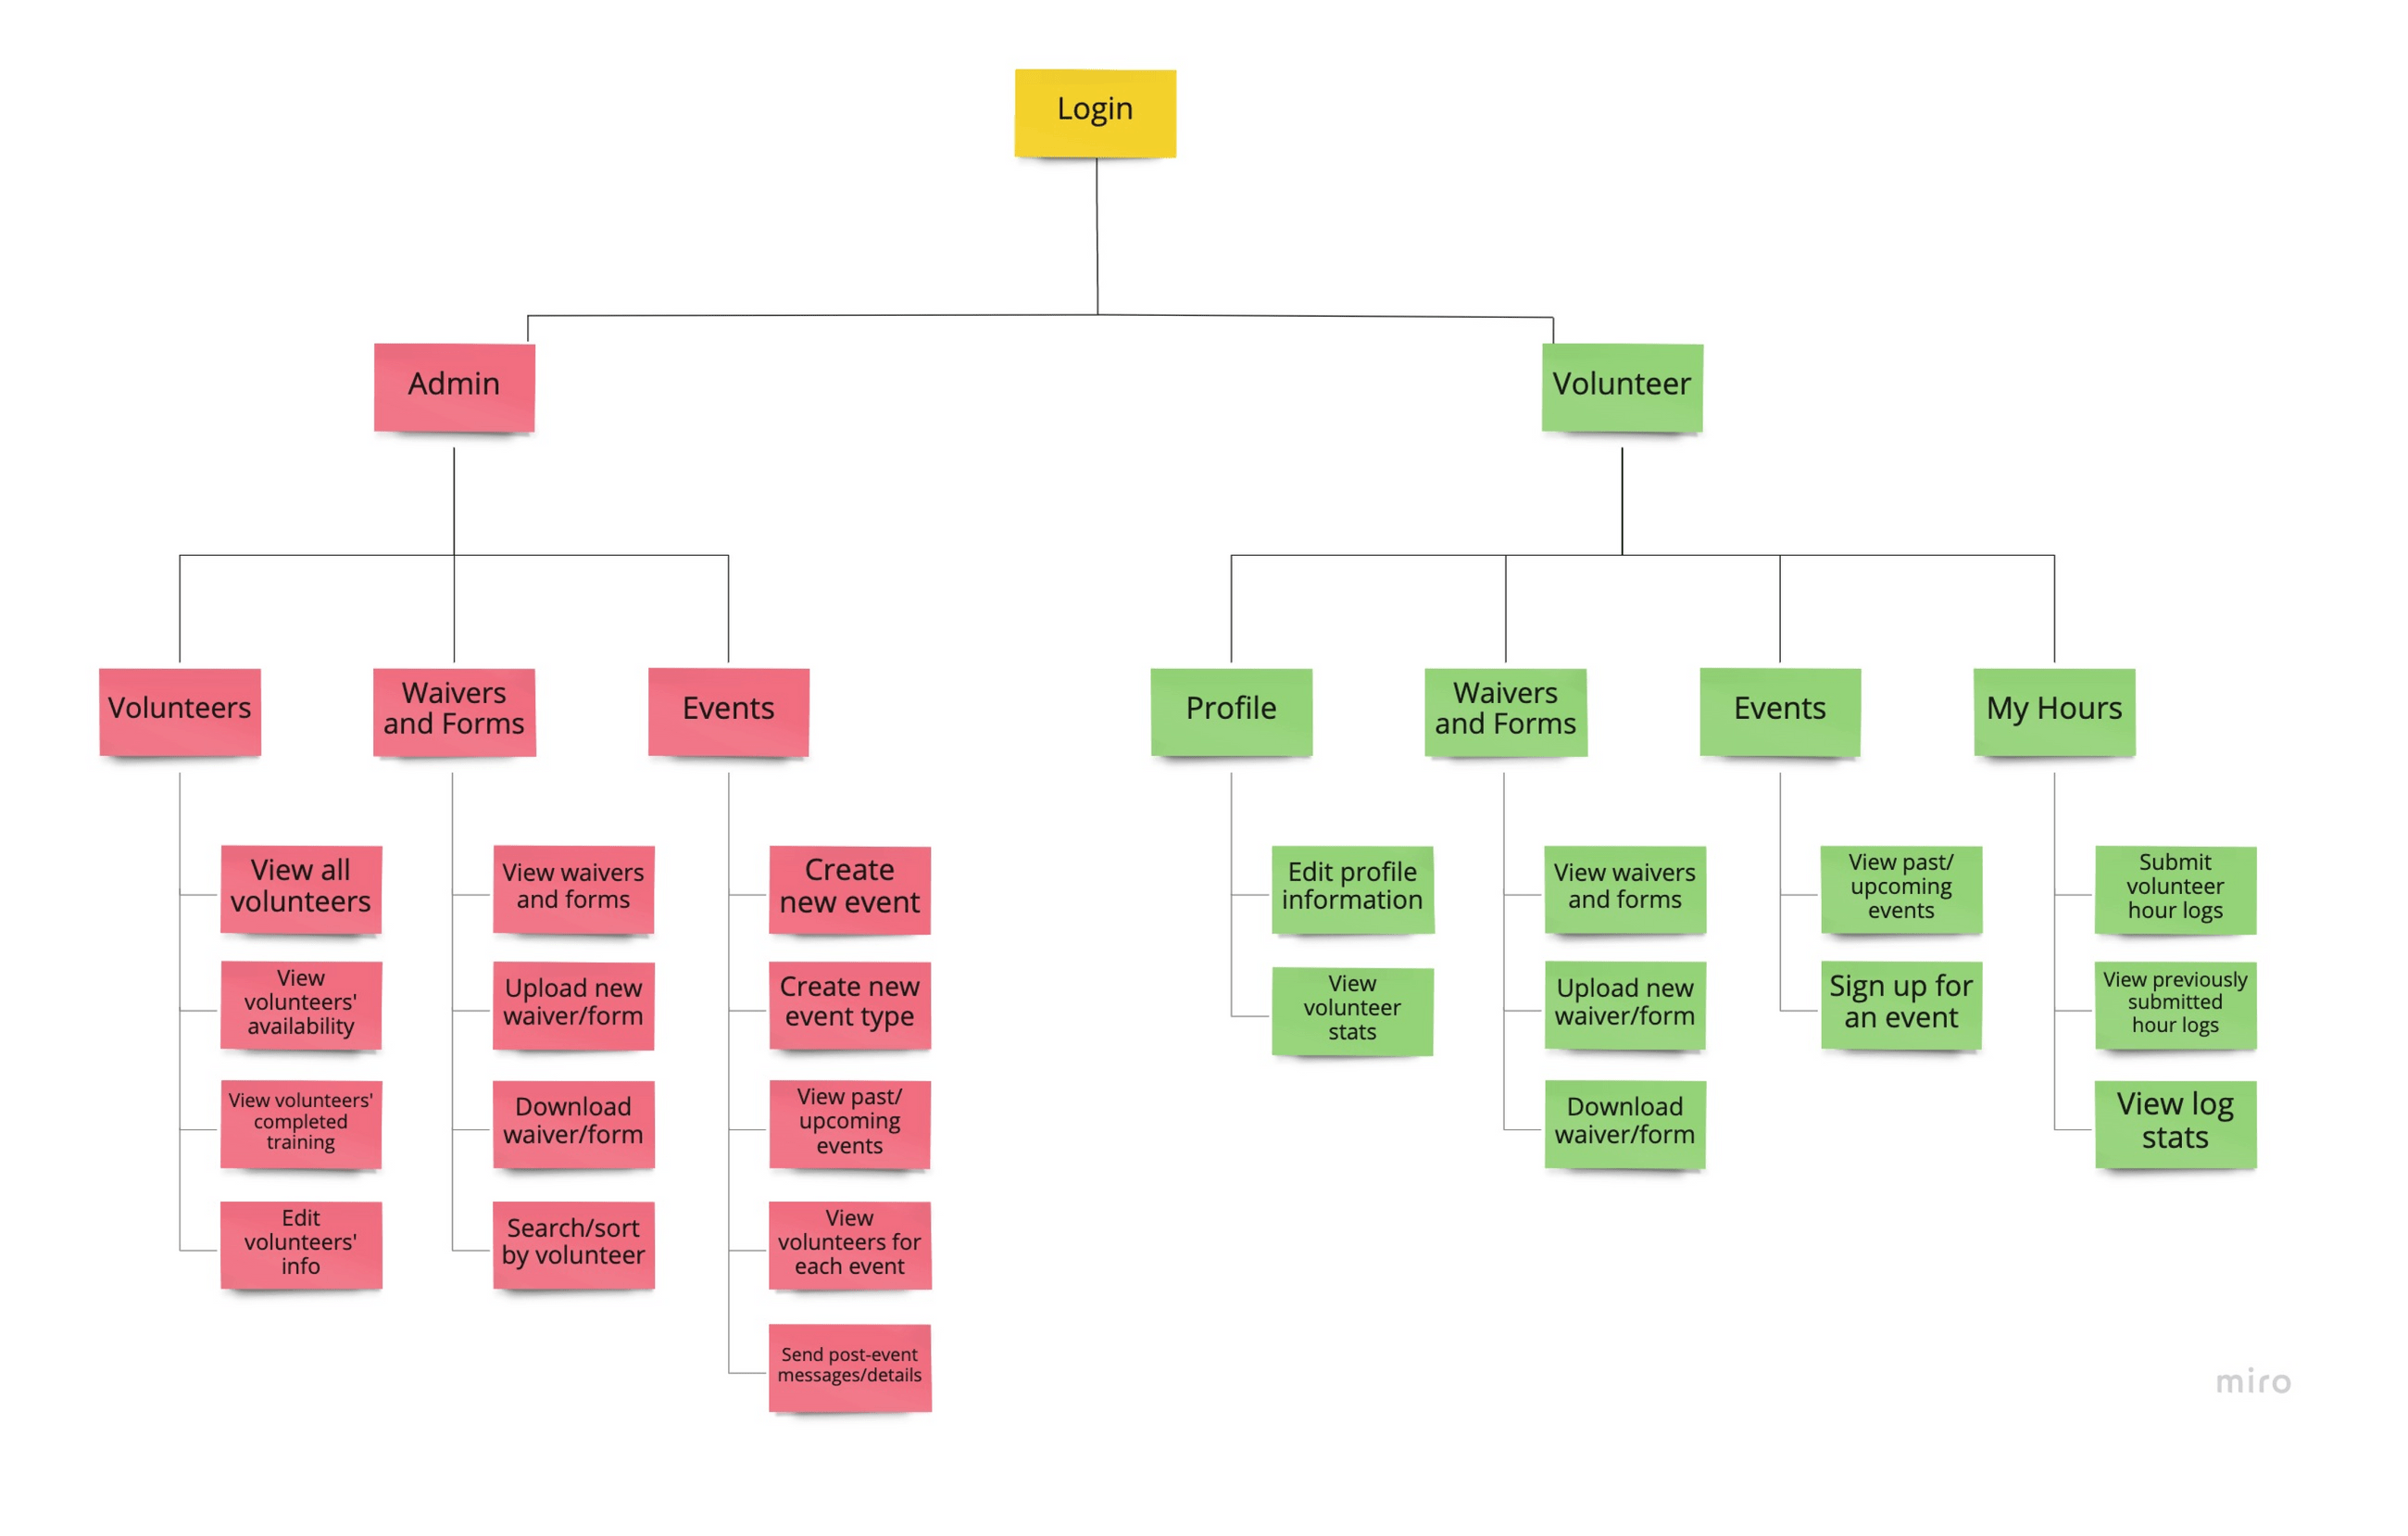 Login
Admin
Volunteer
Volunteers
Waivers
and Forms
Events
Profile
Waivers
and Forms
Events
My Hours
View all
volunteers
View
volunteers'
availability
View volunteers'
completed
training
Edit
volunteers'
info
View waivers
and forms
Upload new
waiver/form
Download
waiver/form
Search/sort
by volunteer
Create
new event
Create new
event type
View past/
upcoming
events
View
volunteers for
each event
Send post-event
messages/details
Edit profile
information
View
volunteer
stats
View waivers
and forms
Upload new
waiver/form
Download
waiver/form
View past/
upcoming
events
Sign up for
an event
Submit
volunteer
hour logs
View previously
submitted
hour logs
View log
stats
miro